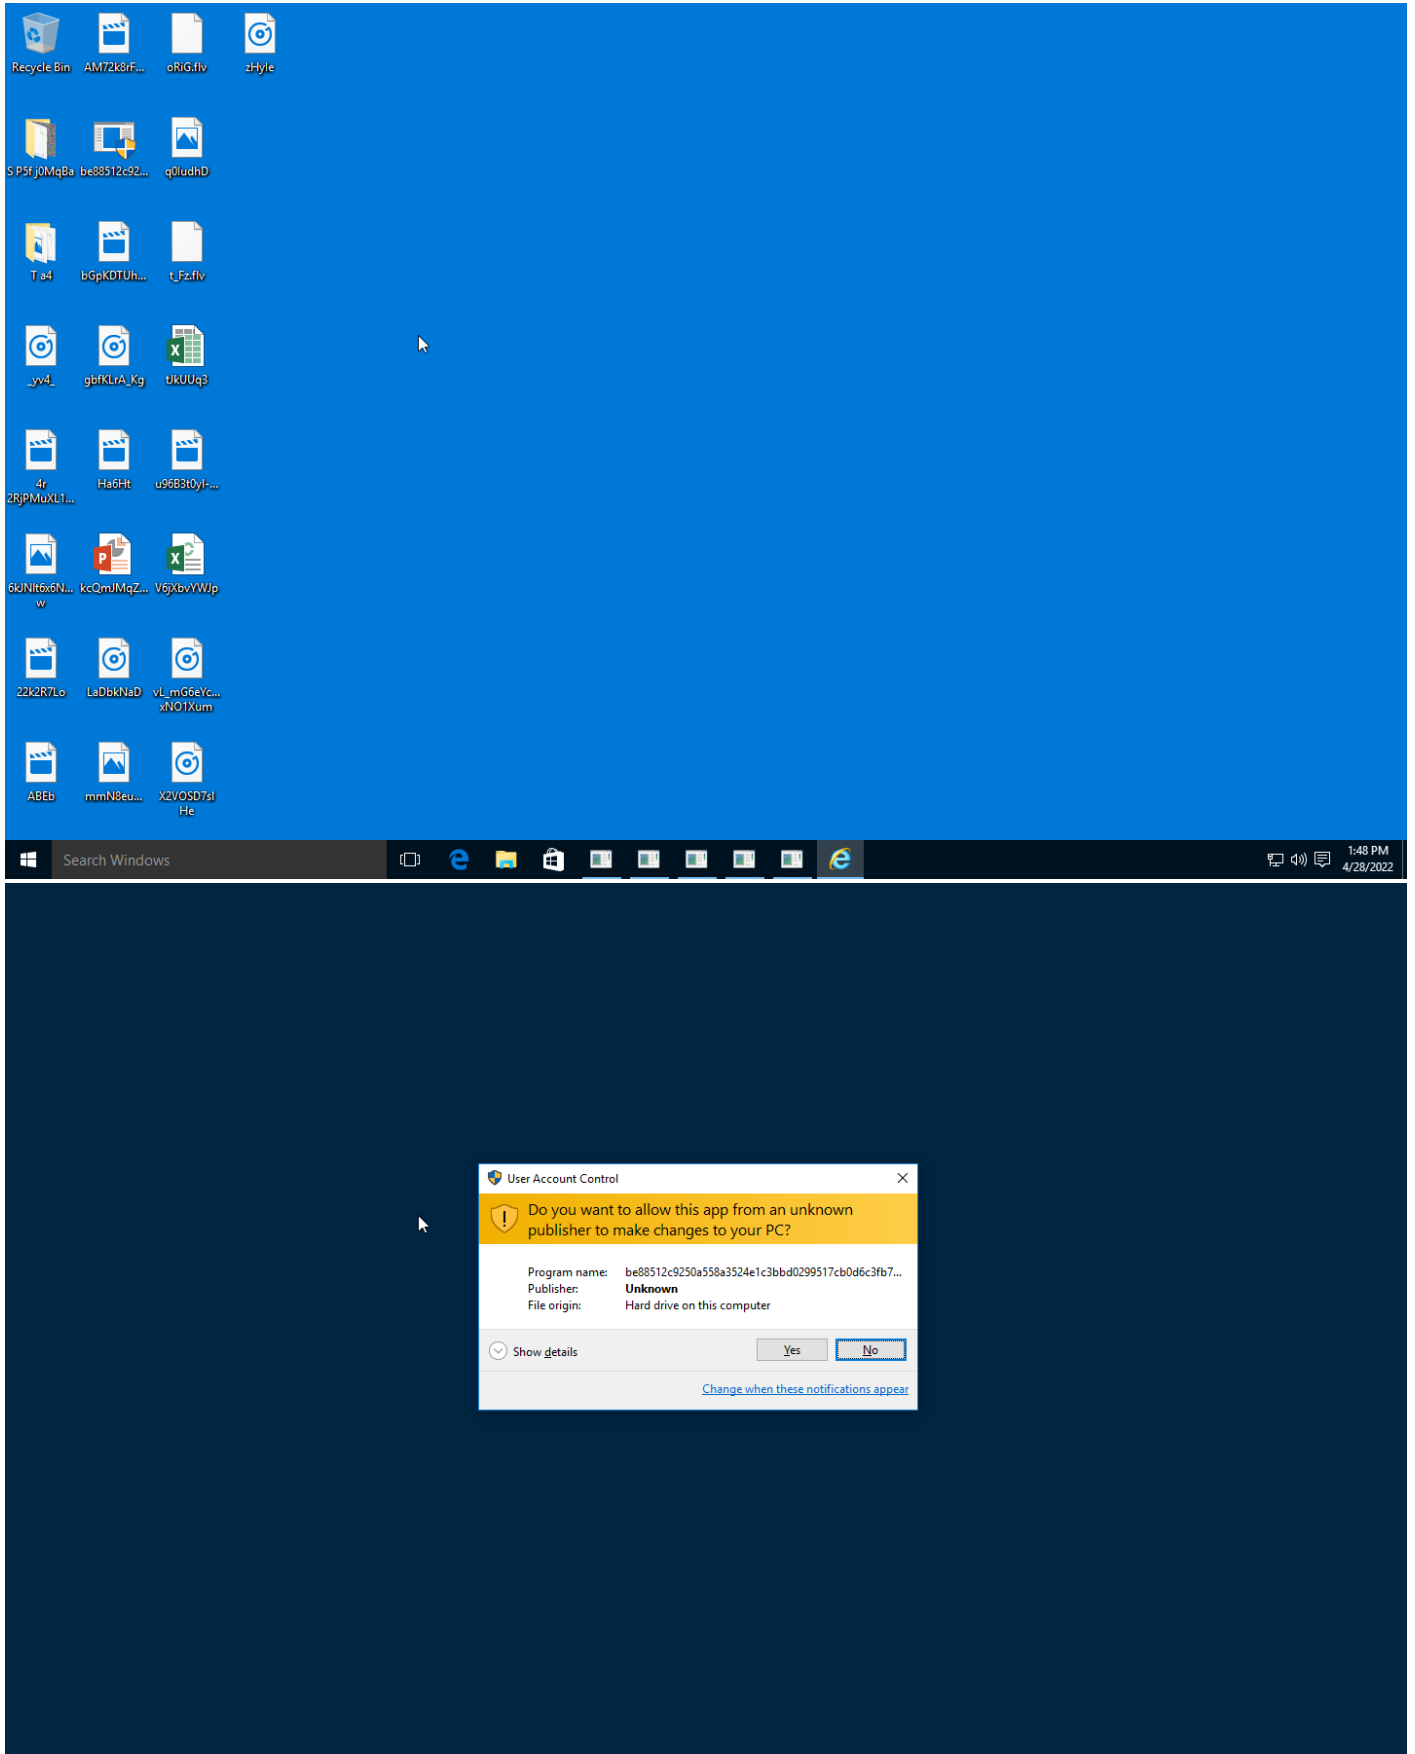 Recycle Bin
AM72k8rF...
oRiG.flv
zHyle
S P5f j0MqBa
be88512c92...
q0ludhD
T a4
bGpKDTUh...
t_Fz.flv
_yv4_
gbfKLrA_Kg
tJkUUq3
4r
2RjPMuXL1...
Ha6Ht
u96B3t0yI-...
6kJNlt6x6N...
w
kcQmJMqZ...
V6jXbvYWJp
22k2R7Lo
LaDbkNaD
vL_mG6eYc...
xNO1Xum
ABEb
mmN8eu...
X2VOSD7sl
He
Search Windows
1:48 PM
4/28/2022
User Account Control
Do you want to allow this app from an unknown
publisher to make changes to your PC?
Program name: be88512c9250a558a3524e1c3bbd0299517cb0d6c3fb7...
Publisher: Unknown
File origin: Hard drive on this computer
Show details
Yes
No
Change when these notifications appear